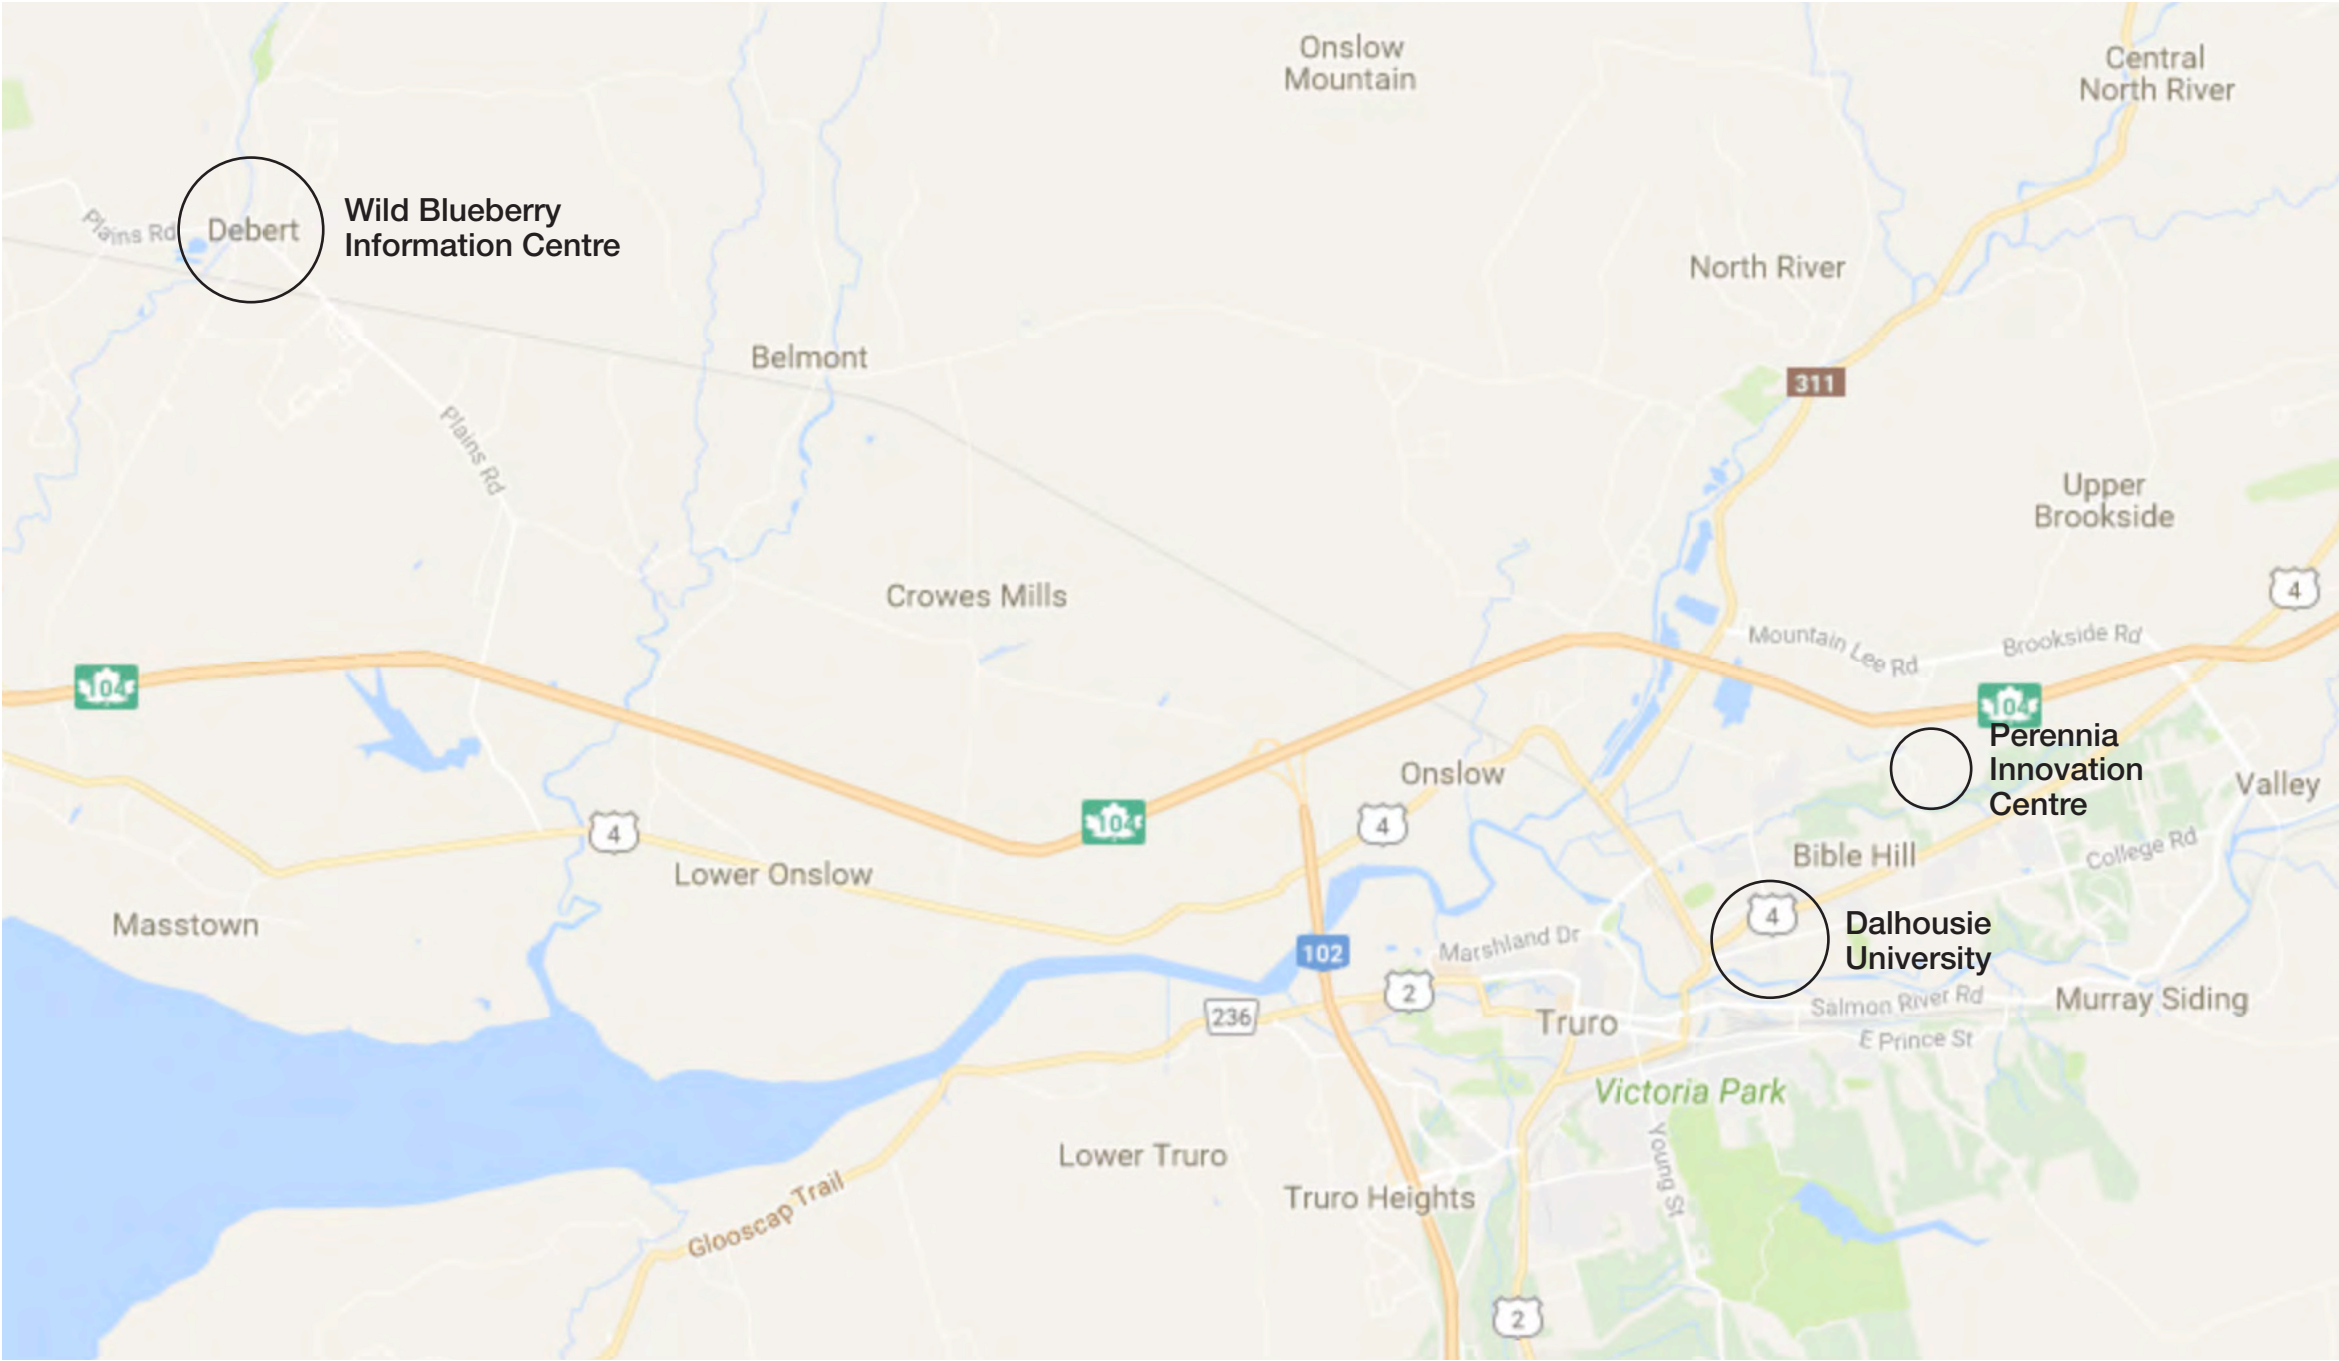 Onslow
Mountain
Central
North River
Wild Blueberry
Information Centre
Plains Rd
Debert
North River
Belmont
311
Plains Rd
Upper
Brookside
4
Crowes Mills
Mountain Lee Rd
Brookside Rd
104
104
Perennia
Innovation
Centre
Onslow
Valley
104
4
4
Bible Hill
College Rd
Lower Onslow
4
Dalhousie
University
Masstown
Marshland Dr
102
2
236
Salmon River Rd
Murray Siding
Truro
E Prince St
Victoria Park
Young St
Lower Truro
Truro Heights
Glooscap Trail
2